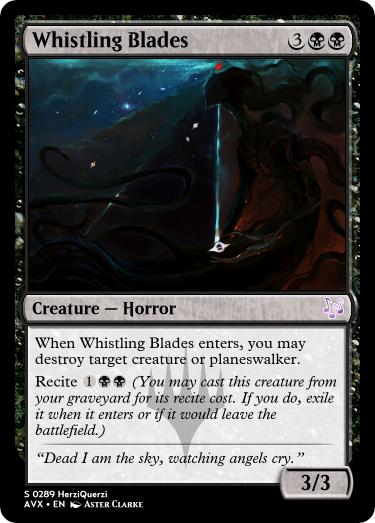 Whistling Blades 3
Creature — Horror
When Whistling Blades enters, you may
destroy target creature or planeswalker.
Recite 1 (You may cast this creature from
your graveyard for its recite cost. If you do, exile
it when it enters or if it would leave the
battlefield.)
“Dead I am the sky, watching angels cry.”
3/3
S 0289 HerziQuerzi
AVX • EN Aster Clarke